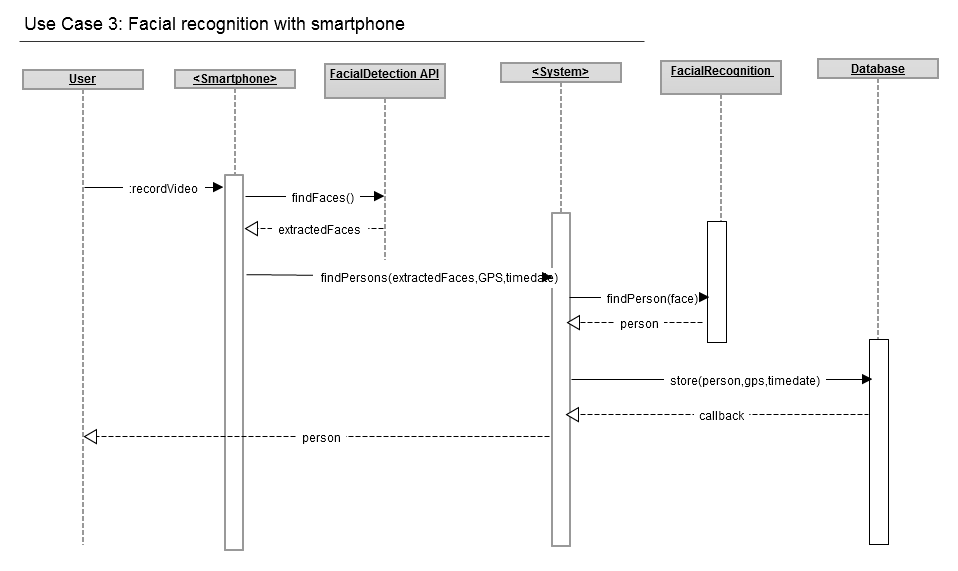 Use Case 3: Facial recognition with smartphone
User
<Smartphone>
FacialDetection API
<System>
FacialRecognition
Database
:recordVideo
findFaces()
extractedFaces
findPersons(extractedFaces,GPS,timedate)
findPerson(face)
person
store(person,gps,timedate)
callback
person